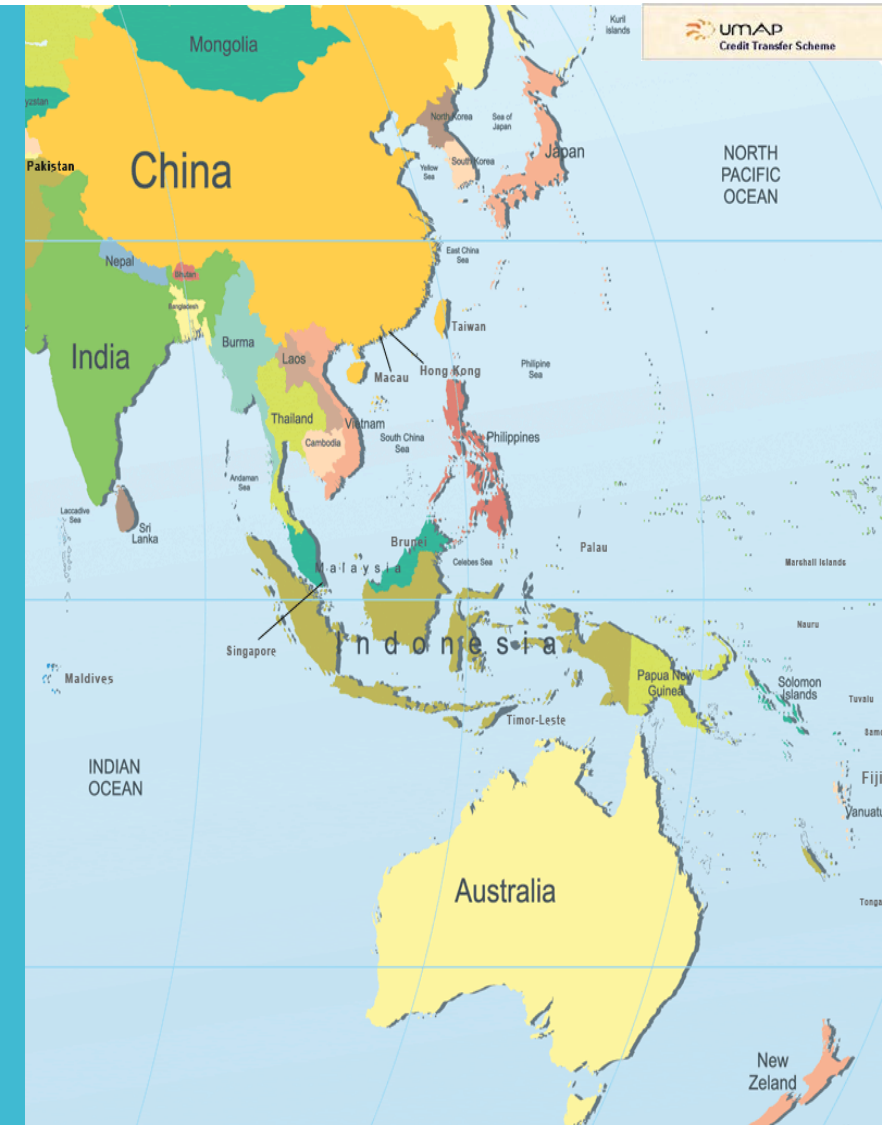 Kuril
islands
UMAP
Credit Transfer Scheme
Mongolia
yzstan
North Korea
Sea of
Japan
Japan
NORTH
PACIFIC
OCEAN
Pakistan
China
Yellow
Sea
South Korea
East China
Sea
Nepal
Bhutan
Bangladesh
India
Burma
Laos
Taiwan
Macau
Hong Kong
Philipine
Sea
Thailand
Vietnam
Cambodia
South China
Sea
Philippines
Andaman
Sea
Laccadive
Sea
Sri
Lanka
Brunei
Malaysia
Celebes Sea
Palau
Marshall Islands
Singapore
Indonesia
Nauru
Maldives
Papua New
Guinea
Solomon
Islands
Tuvalu
Timor-Leste
Samo
INDIAN
OCEAN
Fiji
Vanuatu
Australia
Tonga
New
Zeland